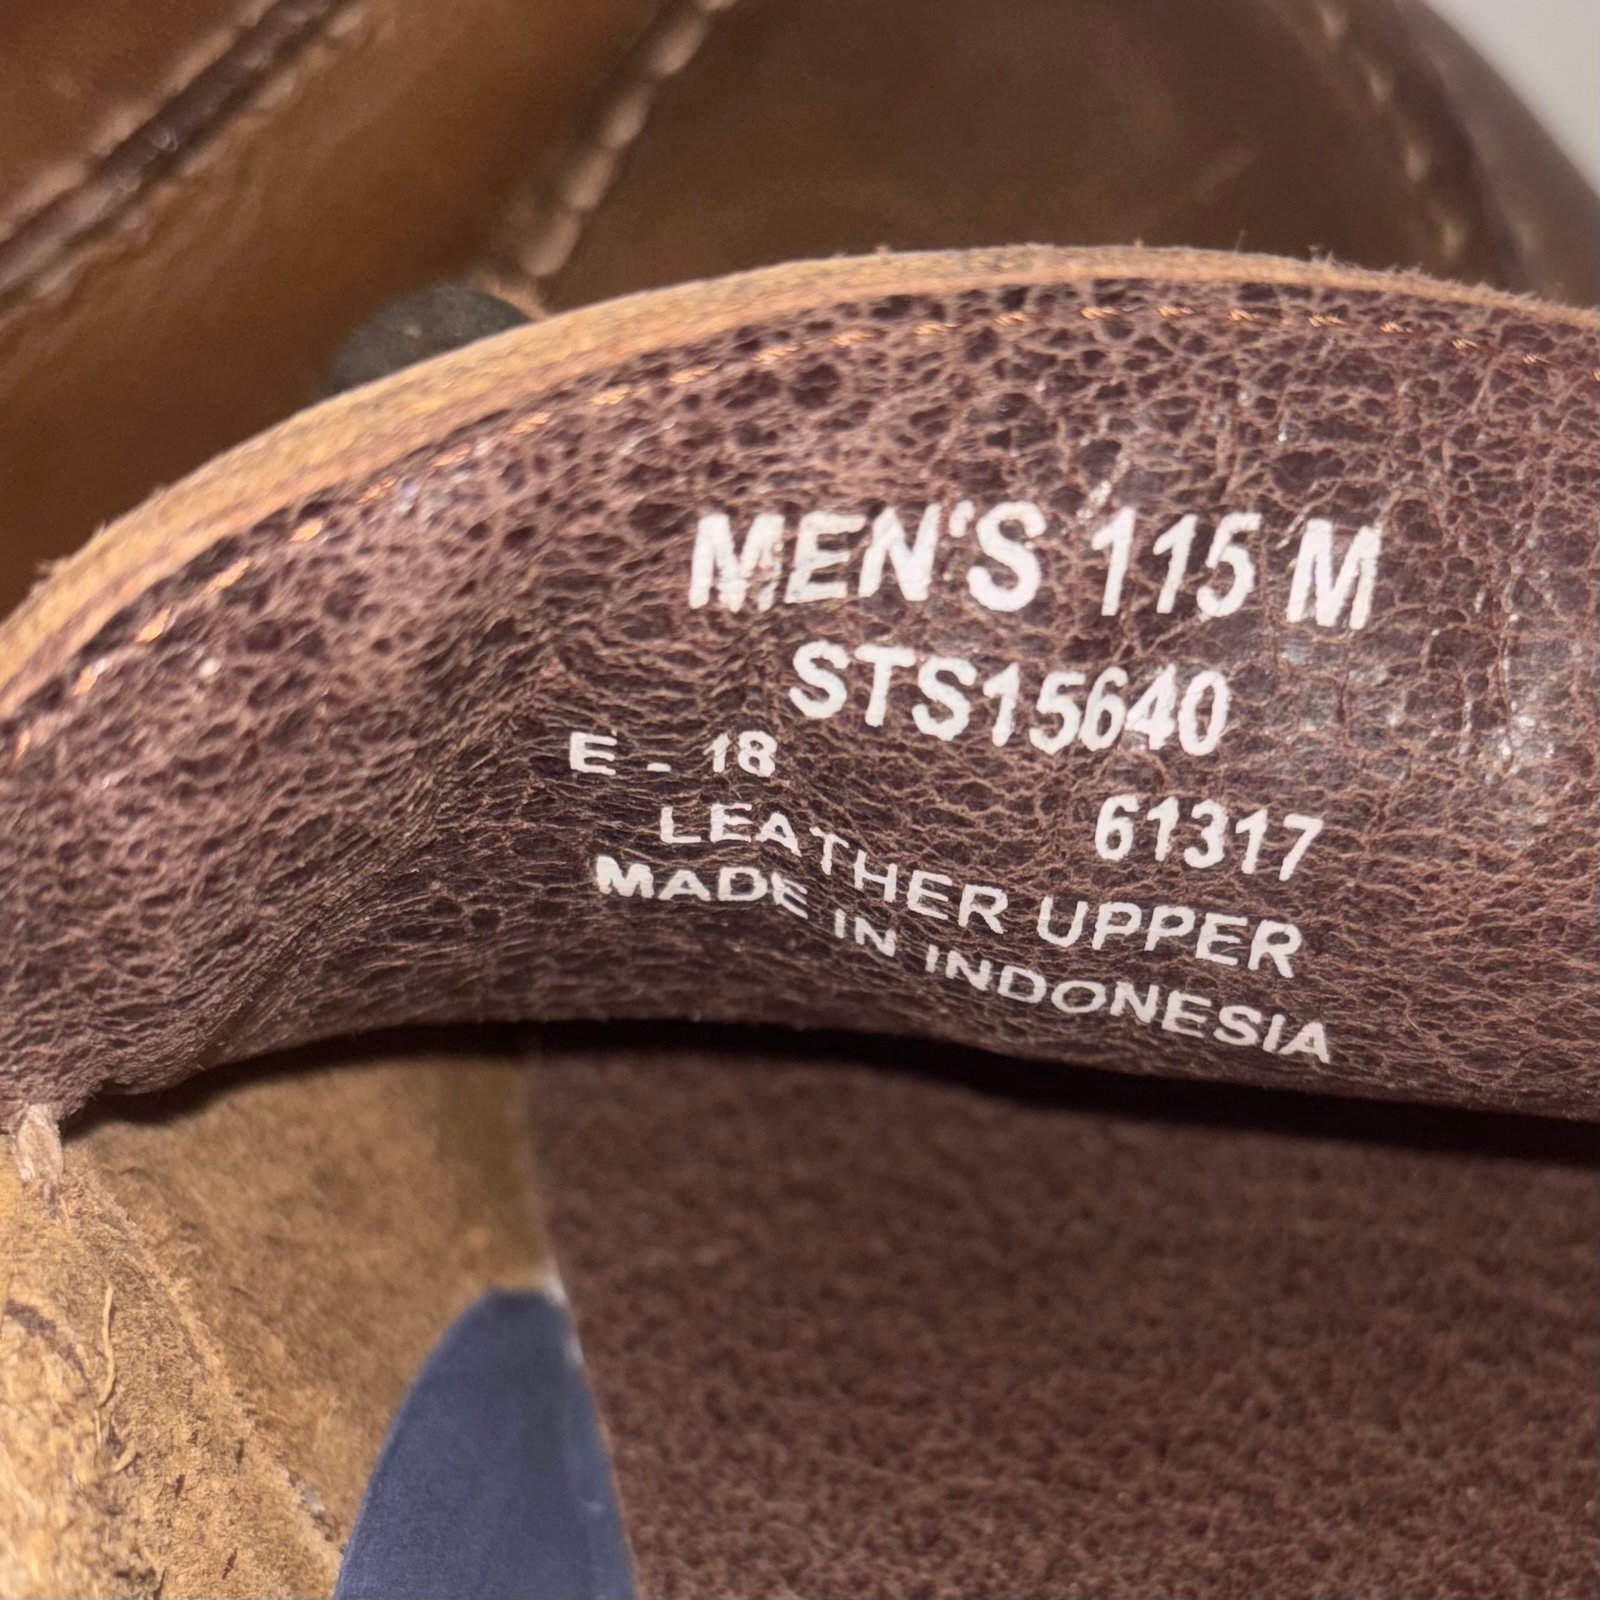 MEN'S 115 M
STS15640
E - 18 61317
LEATHER UPPER
MADE IN INDONESIA